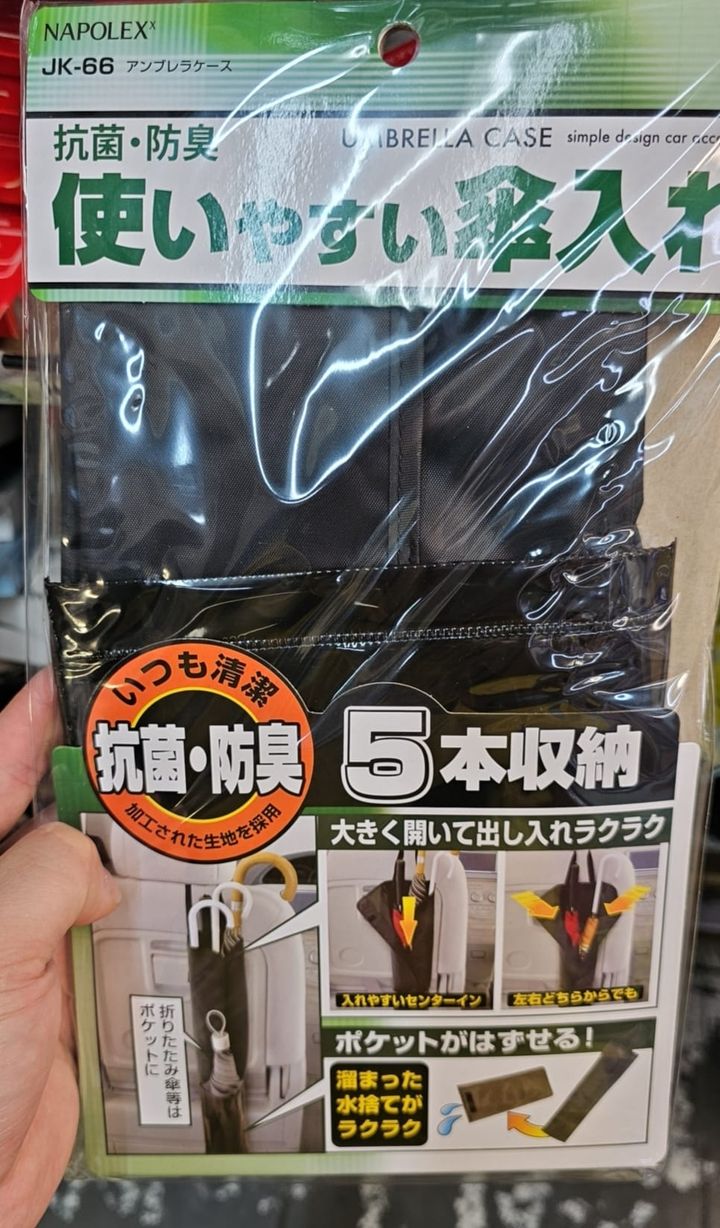 NAPOLEX
JK-66 アンブレラケース
抗菌・防臭
UMBRELLA CASE simple design car
使いやすい傘入れ
いつも清潔
抗菌・防臭
加工された生地を採用
5本収納
大きく開いて出し入れラクラク
入れやすいセンターイン
左右どちらからでも
折りたたみ傘等は
ポケットに
ポケットがはずせる!
溜まった
水捨てが
ラクラク